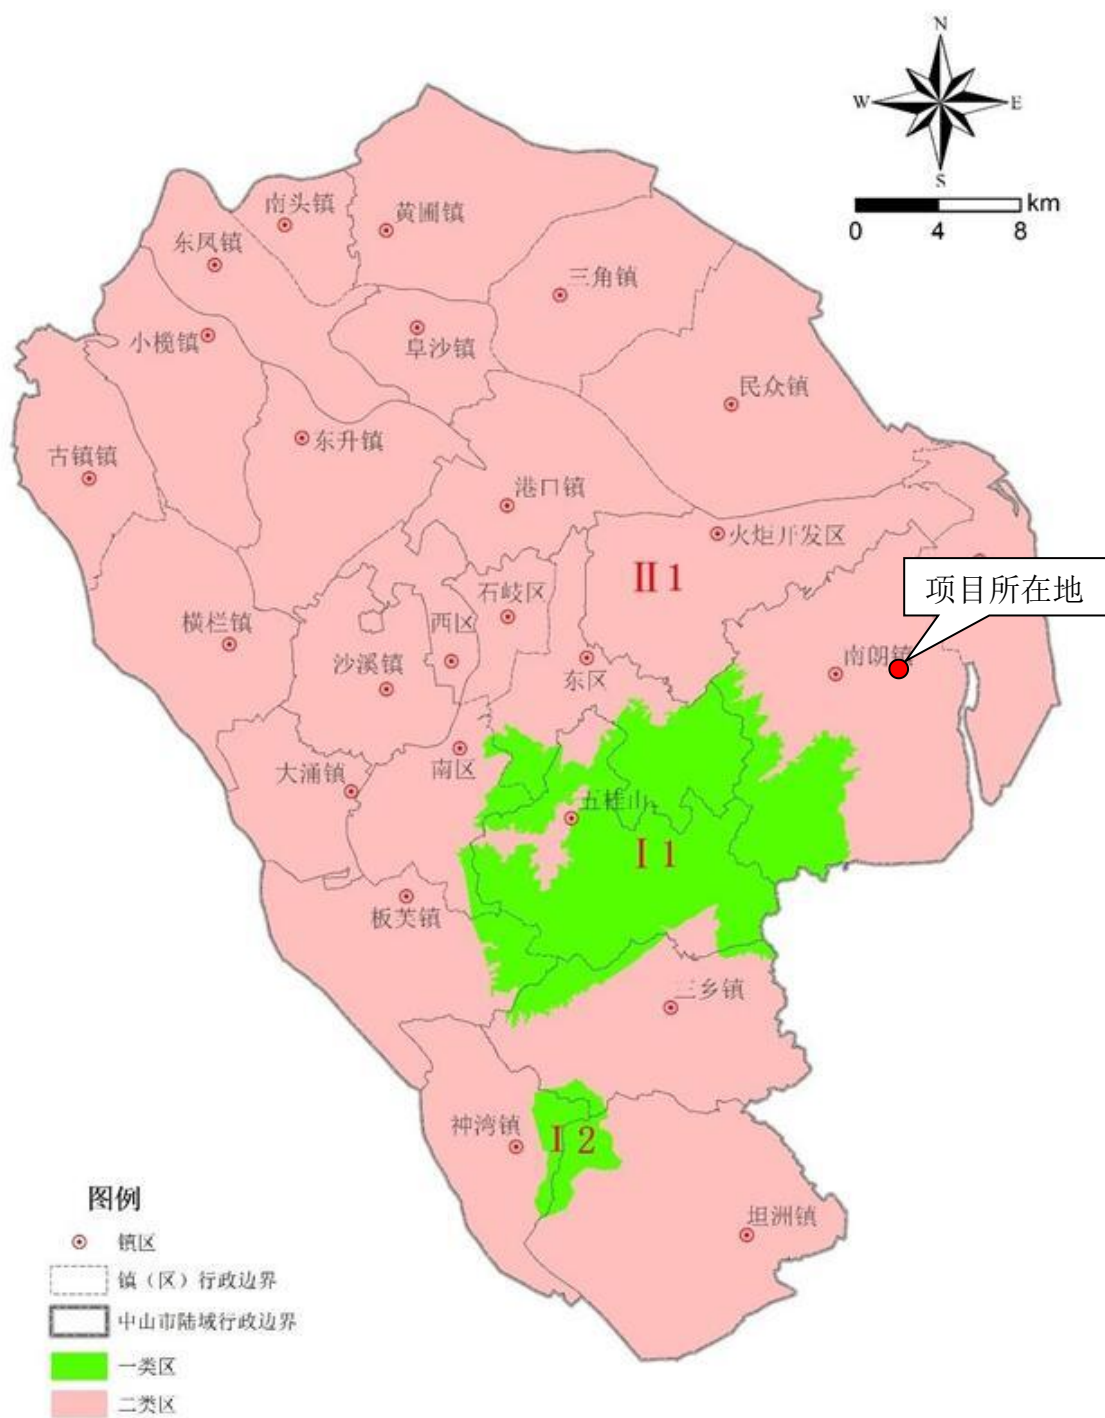 N
W
E
S
km
0 4 8
南头镇
黄圃镇
东凤镇
三角镇
小榄镇
阜沙镇
民众镇
东升镇
古镇镇
港口镇
火炬开发区
II 1
项目所在地
石岐区
西区
横栏镇
南朗镇
沙溪镇
东区
南区
大涌镇
五桂山
I 1
板芙镇
三乡镇
神湾镇
I 2
坦洲镇
图例
镇区
镇（区）行政边界
中山市陆域行政边界
一类区
二类区